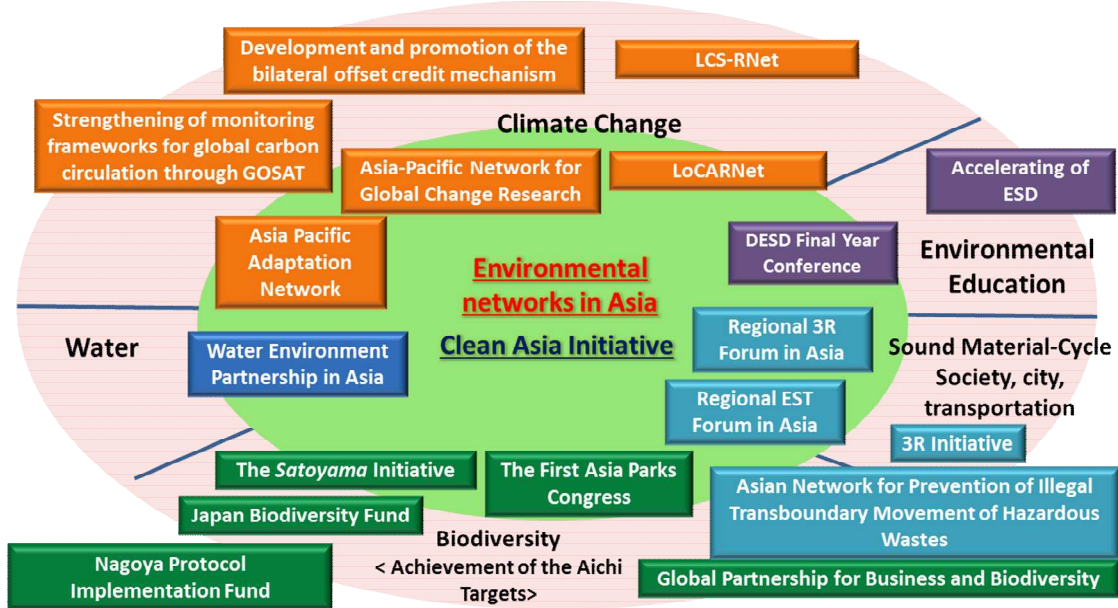 Development and promotion of the
bilateral offset credit mechanism
LCS-RNet
Strengthening of monitoring
frameworks for global carbon
circulation through GOSAT
Climate Change
Asia-Pacific Network for
Global Change Research
LoCARNet
Accelerating of
ESD
Asia Pacific
Adaptation
Network
DESD Final Year
Conference
Environmental
Education
Environmental
networks in Asia
Clean Asia Initiative
Water
Water Environment
Partnership in Asia
Regional 3R
Forum in Asia
Sound Material-Cycle
Society, city,
transportation
Regional EST
Forum in Asia
3R Initiative
The Satoyama Initiative
The First Asia Parks
Congress
Asian Network for Prevention of Illegal
Transboundary Movement of Hazardous
Wastes
Japan Biodiversity Fund
Biodiversity
< Achievement of the Aichi
Targets>
Nagoya Protocol
Implementation Fund
Global Partnership for Business and Biodiversity